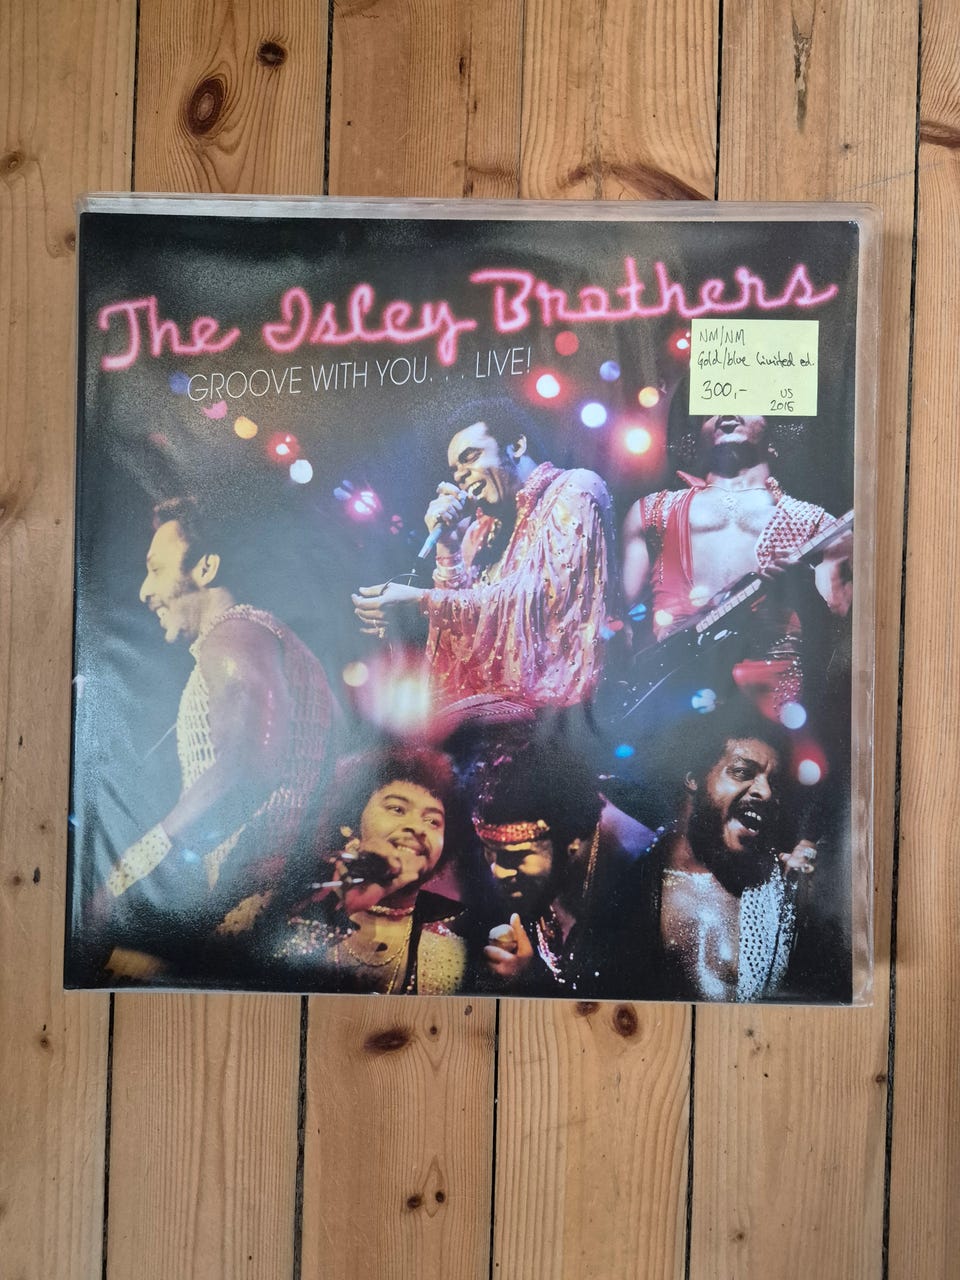 The Isley Brothers
GROOVE WITH YOU... LIVE!
NM/NM
Gold/blue limited ed.
300,-
US
2015